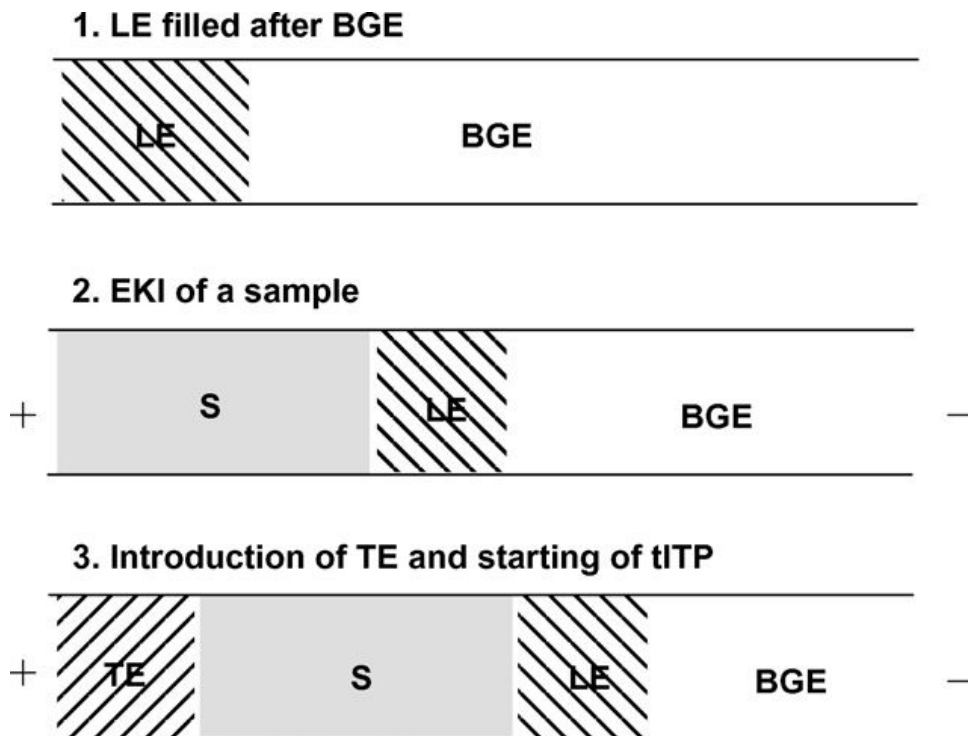 1. LE filled after BGE
LE BGE
2. EKI of a sample
+ S LE BGE −
3. Introduction of TE and starting of tITP
+ TE S LE BGE −